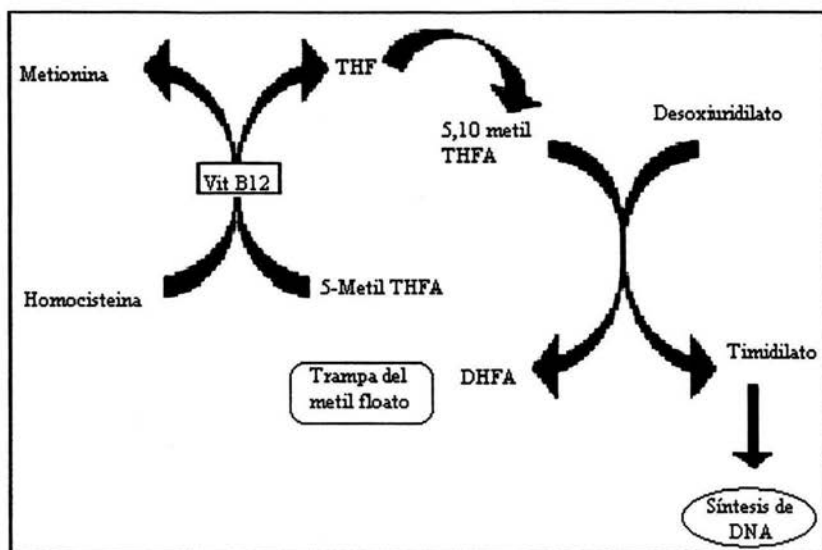 Metionina
THF
5,10 metil
THFA
Desoxiuridilato
Vit B12
Homocisteina
5-Metil THFA
Trampa del
metil floato
DHFA
Timidilato
Síntesis de
DNA